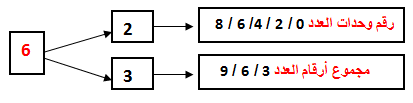 6
2
رقم وحدات العدد 0 / 2 / 4/ 6 / 8
3
مجموع أرقام العدد 3 / 6 / 9